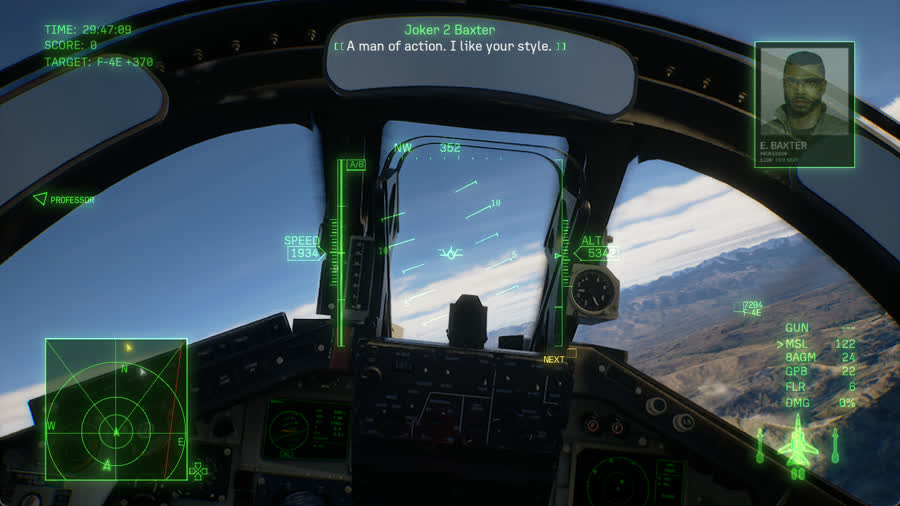 TIME: 29:47:09
SCORE: 0
TARGET: F-4E +370
Joker 2 Baxter
[[A man of action. I like your style.]]
E. BAXTER
NW 352
A/B
10
10
5
PROFESSOR
SPEED
1934
ALT
5342
7204
F-4E
NEXT
GUN ---
>MSL 122
8AGM 24
GPB 22
FLR 6
DMG 0%
N
W
E